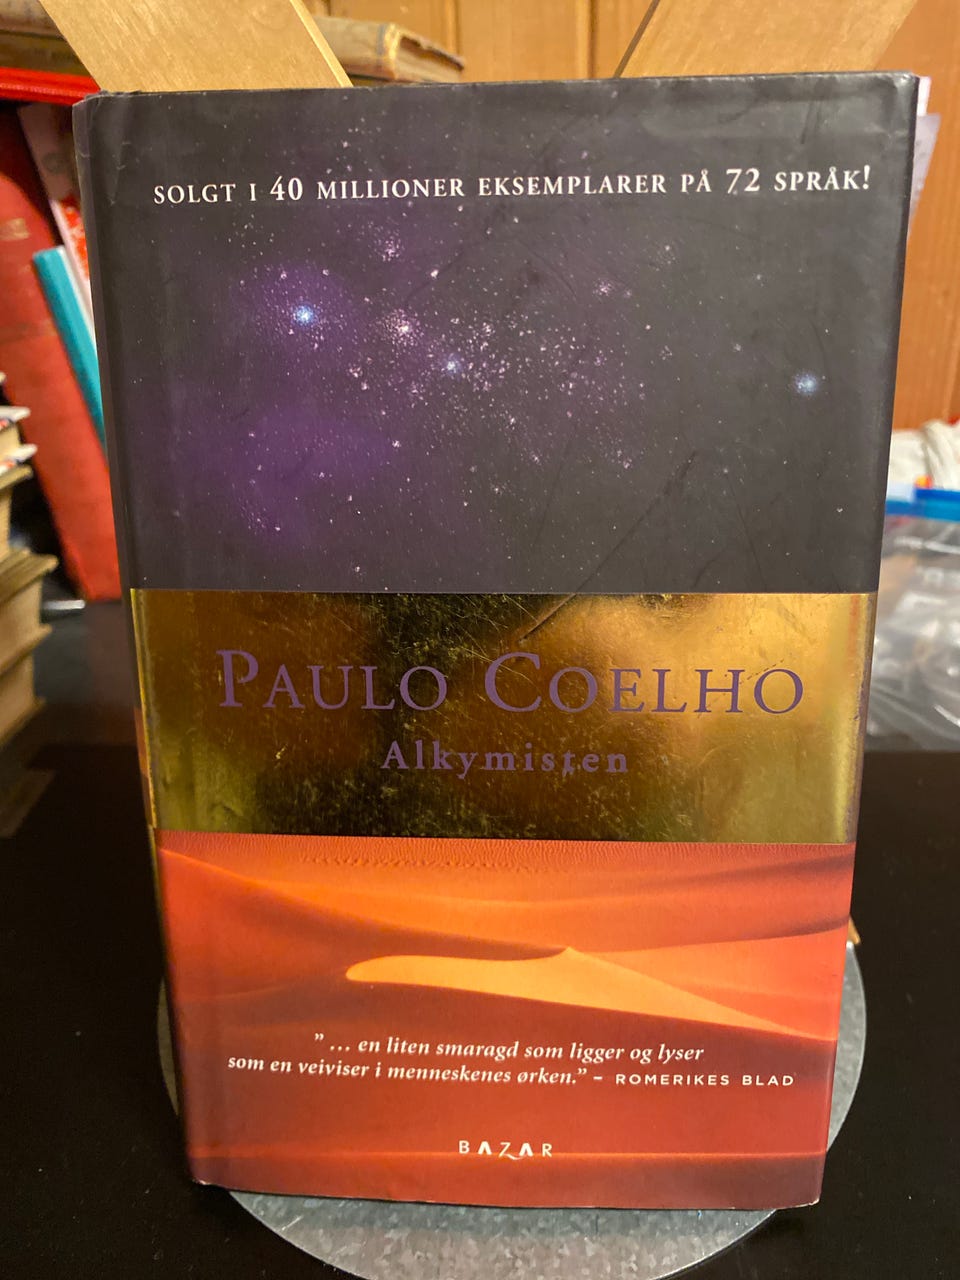 SOLGT I 40 MILLIONER EKSEMPLARER PÅ 72 SPRÅK!
PAULO COELHO
Alkymisten
" ... en liten smaragd som ligger og lyser
som en veiviser i menneskenes ørken." – ROMERIKES BLAD
BAZAR